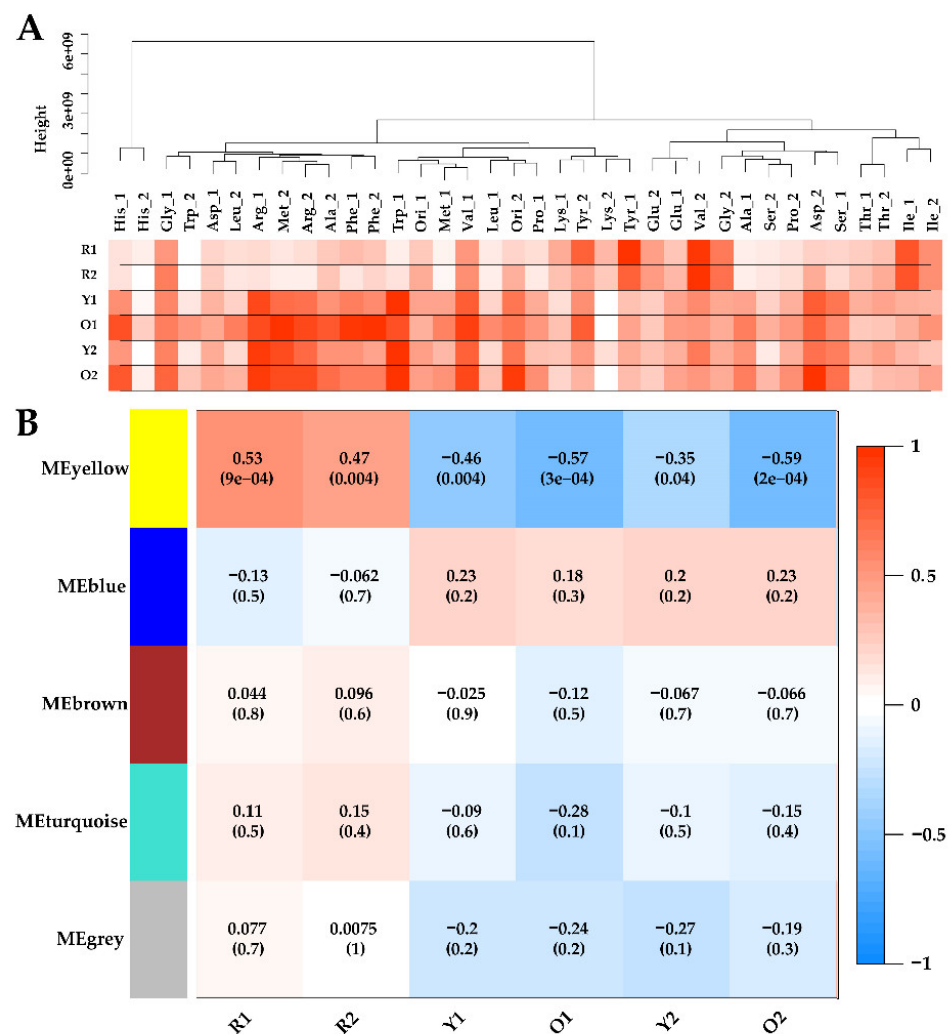 A
Height
6e+09
3e+09
0e+00
His_1 His_2 Gly_1 Trp_2 Asp_1 Leu_2 Arg_1 Met_2 Arg_2 Ala_2 Phe_1 Phe_2 Trp_1 Ori_1 Met_1 Val_1 Leu_1 Ori_2 Pro_1 Lys_1 Tyr_2 Lys_2 Tyr_1 Glu_2 Glu_1 Val_2 Gly_2 Ala_1 Ser_2 Pro_2 Asp_2 Ser_1 Thr_1 Thr_2 Ile_1 Ile_2
R1
R2
Y1
O1
Y2
O2
B
MEyellow
0.53 0.47 −0.46 −0.57 −0.35 −0.59
(9e−04) (0.004) (0.004) (3e−04) (0.04) (2e−04)
MEblue
−0.13 −0.062 0.23 0.18 0.2 0.23
(0.5) (0.7) (0.2) (0.3) (0.2) (0.2)
MEbrown
0.044 0.096 −0.025 −0.12 −0.067 −0.066
(0.8) (0.6) (0.9) (0.5) (0.7) (0.7)
MEturquoise
0.11 0.15 −0.09 −0.28 −0.1 −0.15
(0.5) (0.4) (0.6) (0.1) (0.5) (0.4)
MEgrey
0.077 0.0075 −0.2 −0.24 −0.27 −0.19
(0.7) (1) (0.2) (0.2) (0.1) (0.3)
R1 R2 Y1 O1 Y2 O2
1
0.5
0
−0.5
−1